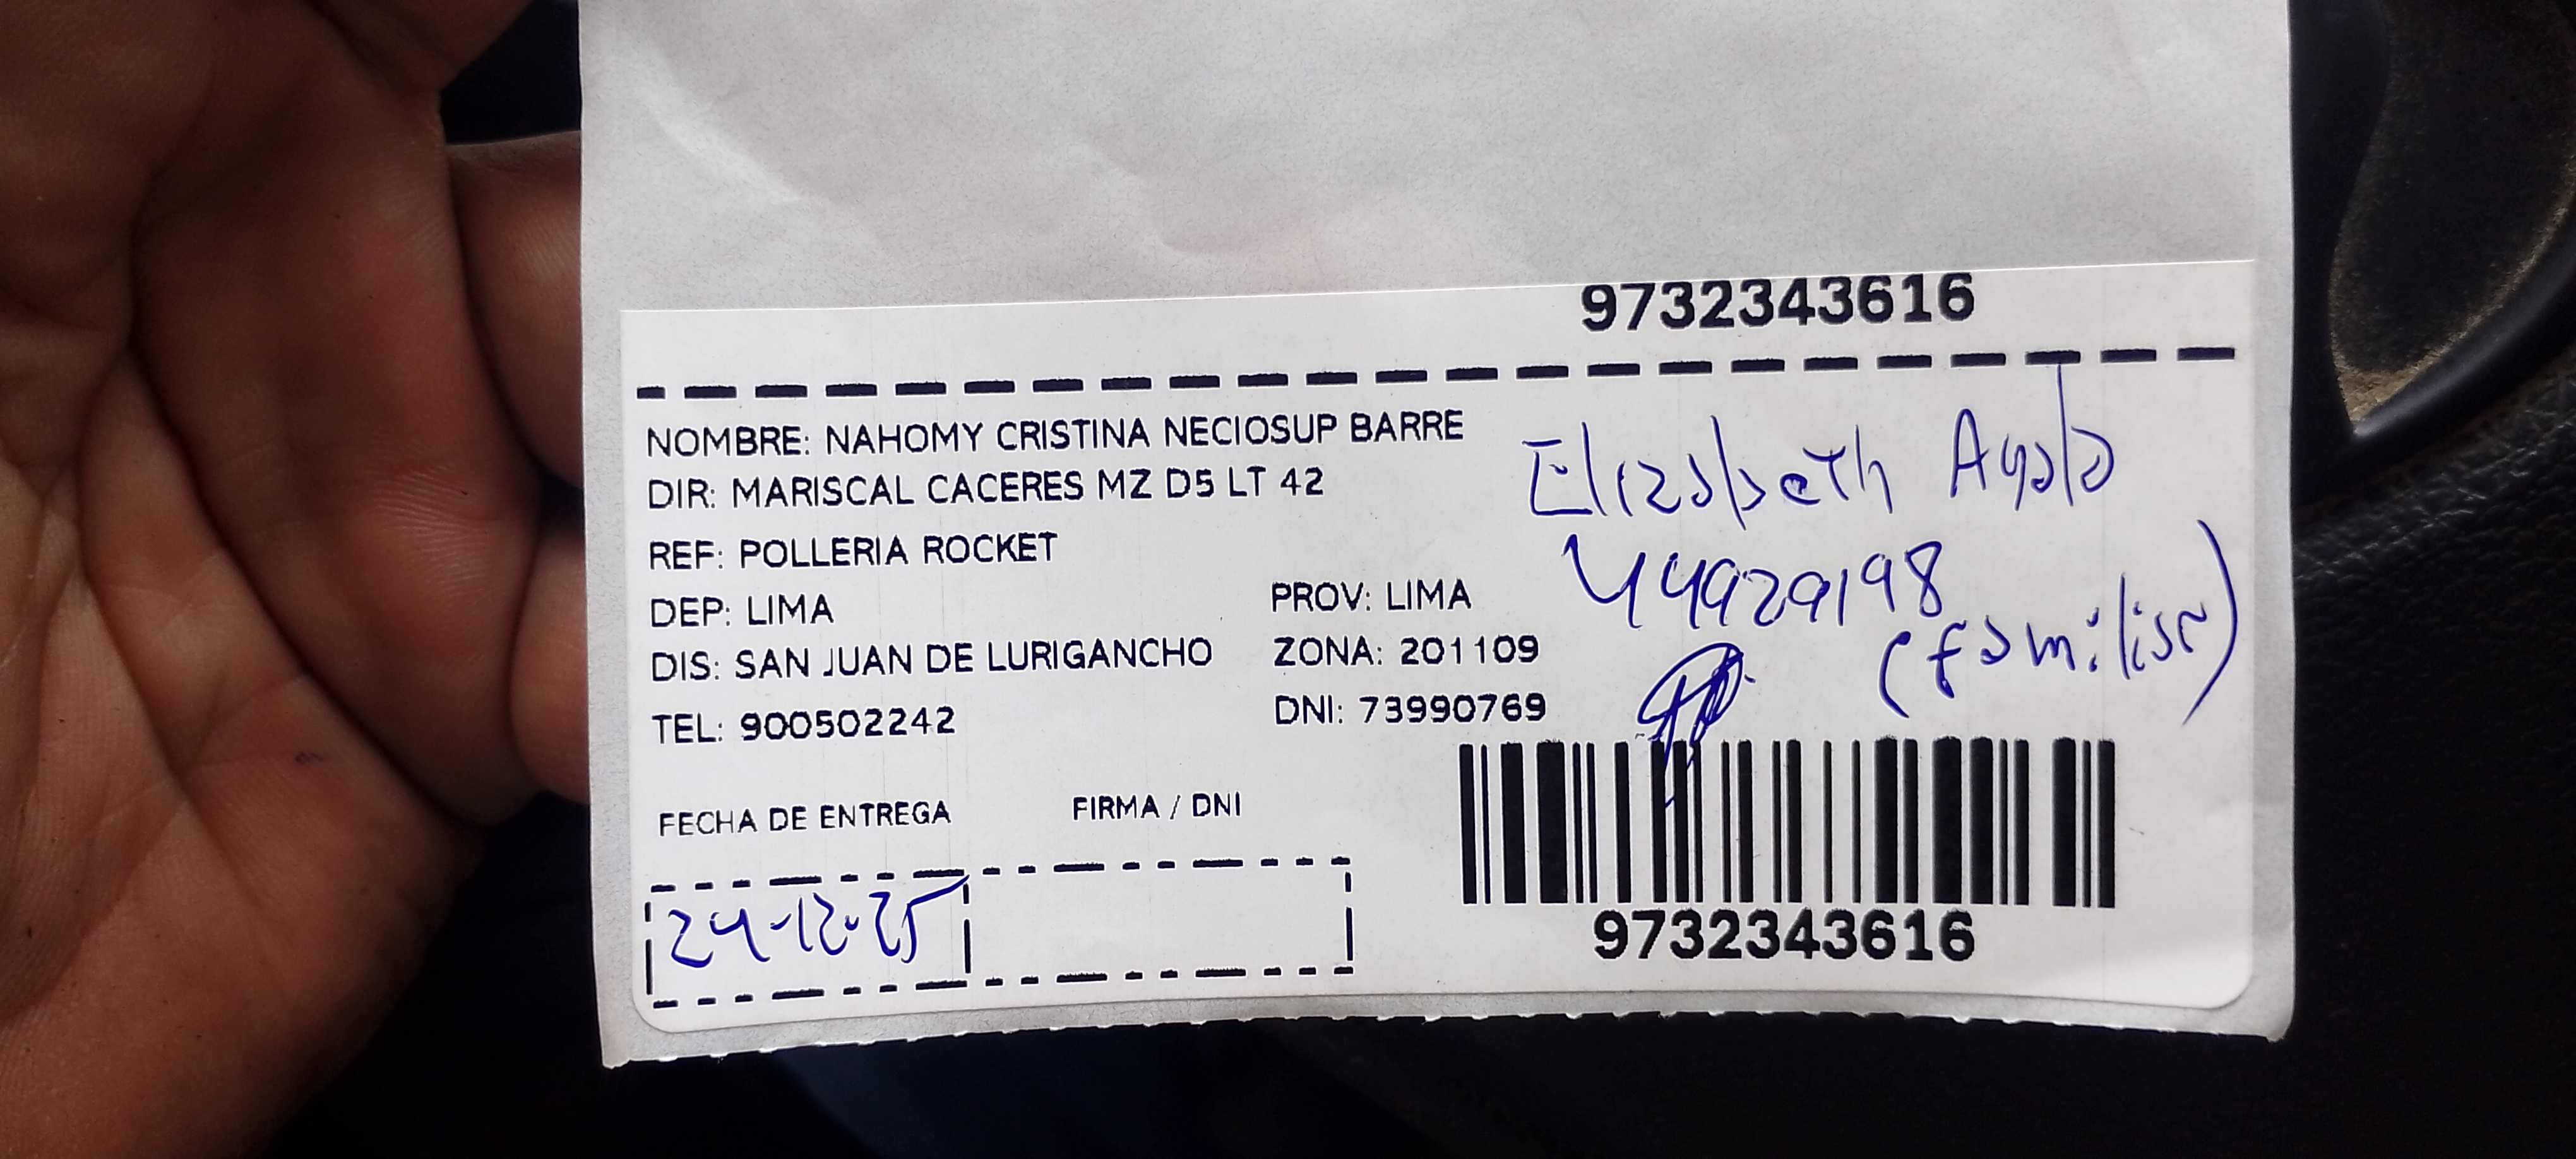 9732343616
NOMBRE: NAHOMY CRISTINA NECIOSUP BARRE
DIR: MARISCAL CACERES MZ D5 LT 42
REF: POLLERIA ROCKET
DEP: LIMA
PROV: LIMA
DIS: SAN JUAN DE LURIGANCHO
ZONA: 201109
TEL: 900502242
DNI: 73990769
Elizabeth
44929198
(familiar)
FECHA DE ENTREGA
FIRMA / DNI
24-12-25
9732343616